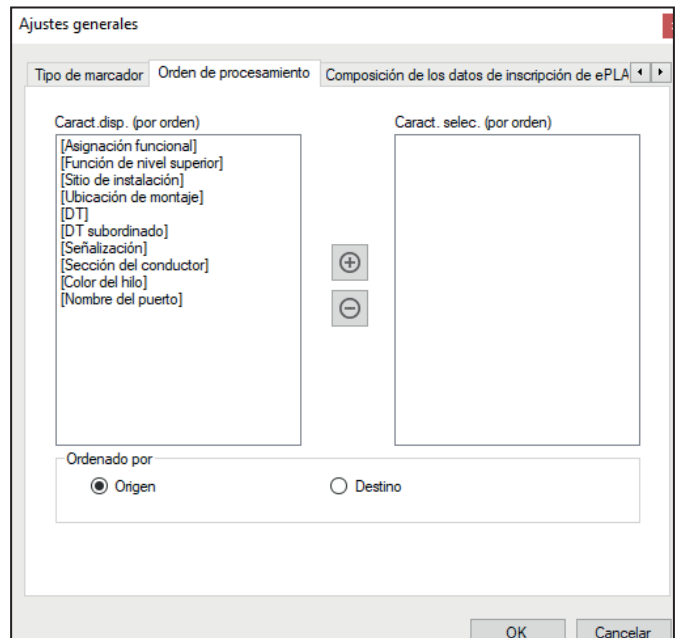 Ajustes generales
Tipo de marcador
Orden de procesamiento
Composición de los datos de inscripción de ePLA
Caract.disp. (por orden)
[Asignación funcional]
[Función de nivel superior]
[Sitio de instalación]
[Ubicación de montaje]
[DT]
[DT subordinado]
[Señalización]
[Sección del conductor]
[Color del hilo]
[Nombre del puerto]
Caract. selec. (por orden)
Ordenado por
Origen
Destino
OK
Cancelar